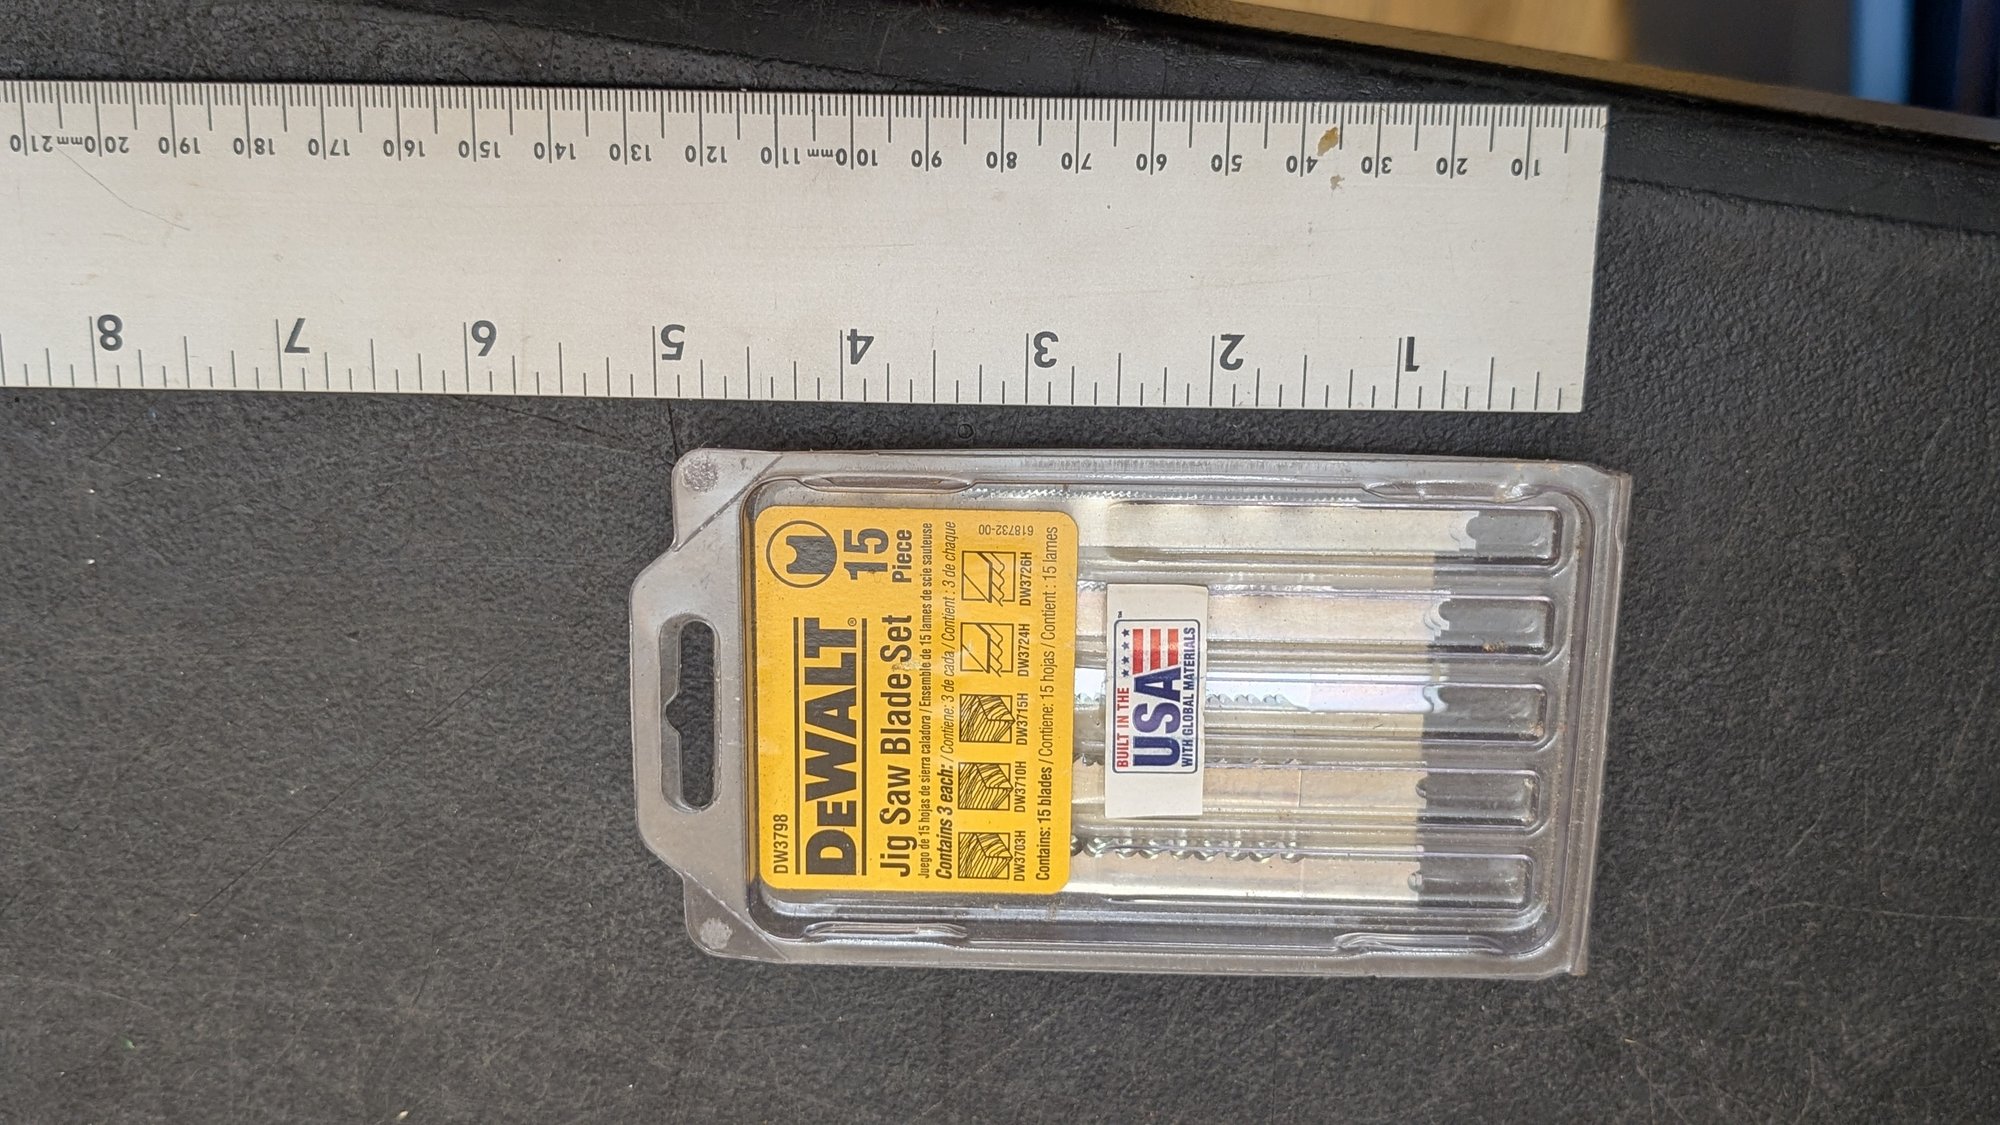 10 20 30 40 50 60 70 80 90 100mm 110 120 130 140 150 160 170 180 190 200mm 210
1 2 3 4 5 6 7 8
DW3798
DEWALT®
15
Piece
Jig Saw Blade Set
Juego de 15 hojas de sierra caladora / Ensemble de 15 lames de scie sauteuse
Contains 3 each: / Contiene: 3 de cada / Contient : 3 de chaque
DW3703H DW3710H DW3715H DW3724H DW3726H
Contains: 15 blades / Contiene: 15 hojas / Contient : 15 lames
618732-00
BUILT IN THE
USA™
WITH GLOBAL MATERIALS